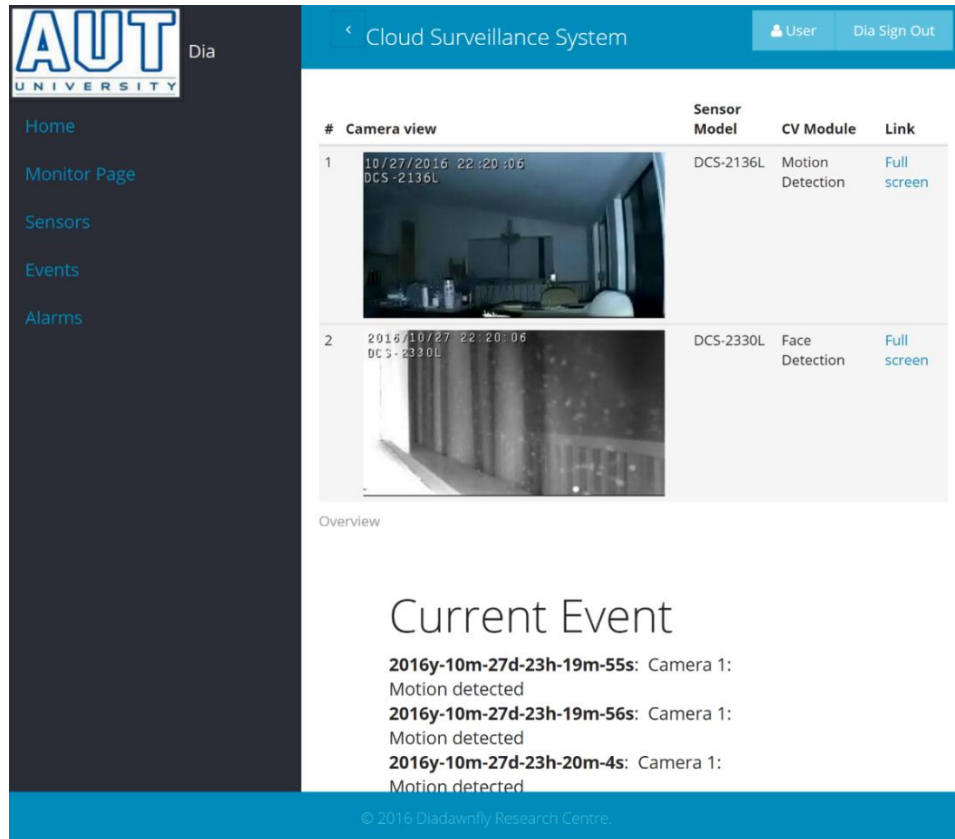 AUT
UNIVERSITY
Dia
Home
Monitor Page
Sensors
Events
Alarms
Cloud Surveillance System
User
Dia Sign Out
# Camera view Sensor Model CV Module Link
1
10/27/2016 22:20:06
DCS-2136L
DCS-2136L Motion Full
Detection screen
2
2016/10/27 22:20:06
DCS-2330L
DCS-2330L Face Full
Detection screen
Overview
Current Event
2016y-10m-27d-23h-19m-55s: Camera 1:
Motion detected
2016y-10m-27d-23h-19m-56s: Camera 1:
Motion detected
2016y-10m-27d-23h-20m-4s: Camera 1:
Motion detected
© 2016 Diadawnfly Research Centre.